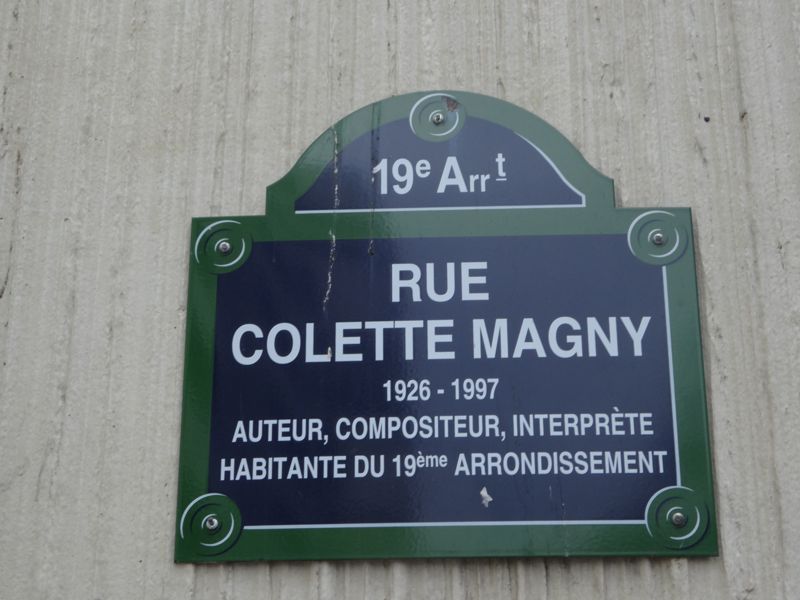 19e Arrt
RUE
COLETTE MAGNY
1926 - 1997
AUTEUR, COMPOSITEUR, INTERPRÈTE
HABITANTE DU 19ème ARRONDISSEMENT